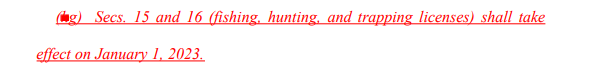 (g) Secs. 15 and 16 (fishing, hunting, and trapping licenses) shall take
effect on January 1, 2023.